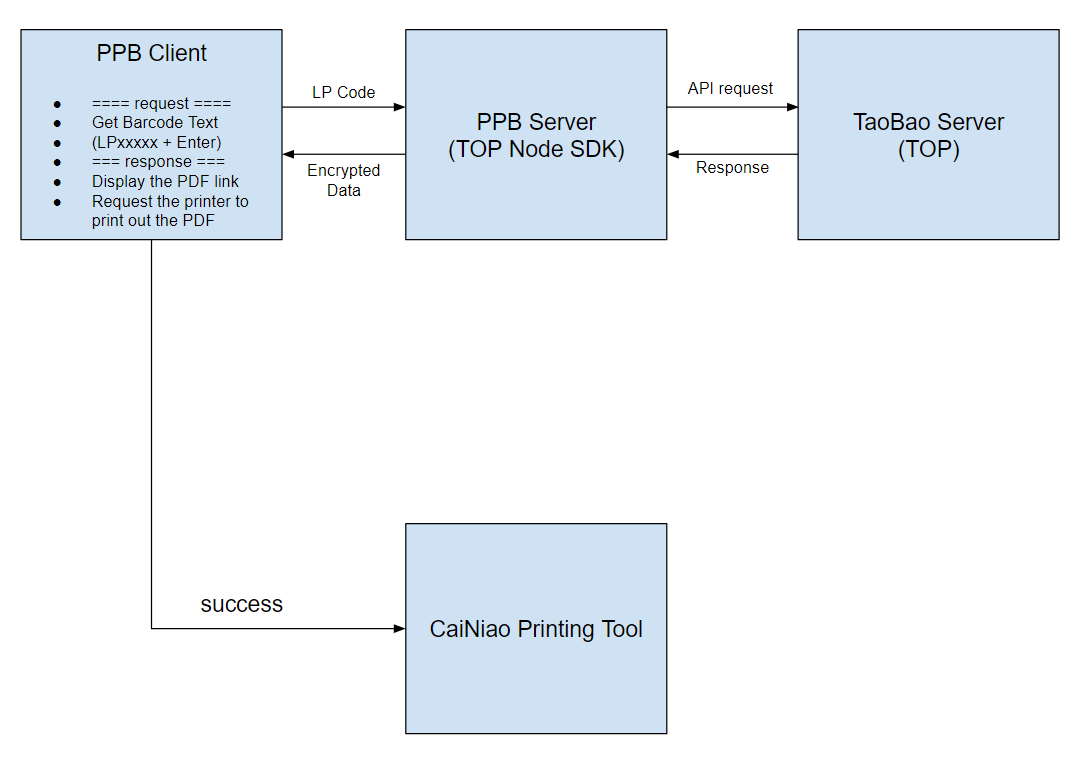 PPB Client
● ==== request ====
● Get Barcode Text
● (LPxxxxx + Enter)
● === response ===
● Display the PDF link
● Request the printer to
print out the PDF
LP Code
Encrypted
Data
PPB Server
(TOP Node SDK)
API request
Response
TaoBao Server
(TOP)
success
CaiNiao Printing Tool